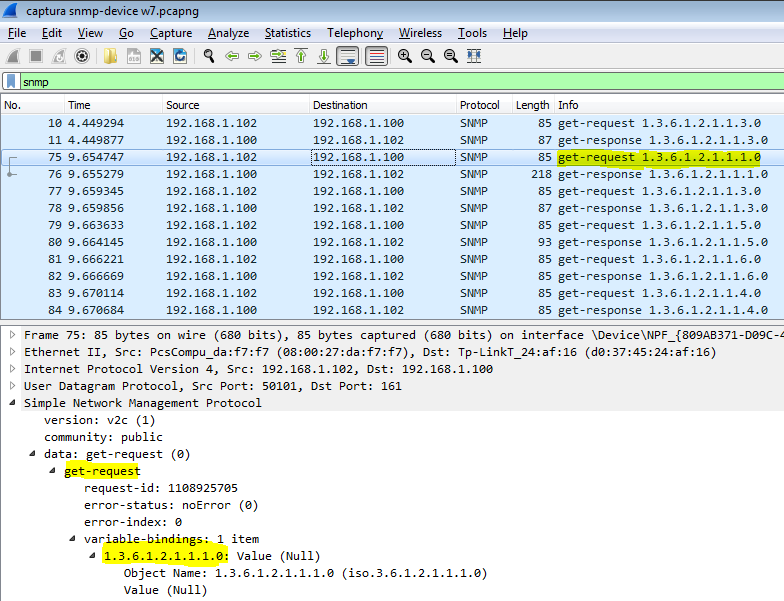 captura snmp-device w7.pcapng
File Edit View Go Capture Analyze Statistics Telephony Wireless Tools Help
snmp
No. Time Source Destination Protocol Length Info
10 4.449294 192.168.1.102 192.168.1.100 SNMP 85 get-request 1.3.6.1.2.1.1.3.0
11 4.449877 192.168.1.100 192.168.1.102 SNMP 87 get-response 1.3.6.1.2.1.1.3.0
75 9.654747 192.168.1.102 192.168.1.100 SNMP 85 get-request 1.3.6.1.2.1.1.1.0
76 9.655279 192.168.1.100 192.168.1.102 SNMP 218 get-response 1.3.6.1.2.1.1.1.0
77 9.659345 192.168.1.102 192.168.1.100 SNMP 85 get-request 1.3.6.1.2.1.1.3.0
78 9.659856 192.168.1.100 192.168.1.102 SNMP 87 get-response 1.3.6.1.2.1.1.3.0
79 9.663633 192.168.1.102 192.168.1.100 SNMP 85 get-request 1.3.6.1.2.1.1.5.0
80 9.664145 192.168.1.100 192.168.1.102 SNMP 93 get-response 1.3.6.1.2.1.1.5.0
81 9.666221 192.168.1.102 192.168.1.100 SNMP 85 get-request 1.3.6.1.2.1.1.6.0
82 9.666669 192.168.1.100 192.168.1.102 SNMP 85 get-response 1.3.6.1.2.1.1.6.0
83 9.670114 192.168.1.102 192.168.1.100 SNMP 85 get-request 1.3.6.1.2.1.1.4.0
84 9.670684 192.168.1.100 192.168.1.102 SNMP 85 get-response 1.3.6.1.2.1.1.4.0
Frame 75: 85 bytes on wire (680 bits), 85 bytes captured (680 bits) on interface \Device\NPF_{809AB371-D09C-4
Ethernet II, Src: PcsCompu_da:f7:f7 (08:00:27:da:f7:f7), Dst: Tp-LinkT_24:af:16 (d0:37:45:24:af:16)
Internet Protocol Version 4, Src: 192.168.1.102, Dst: 192.168.1.100
User Datagram Protocol, Src Port: 50101, Dst Port: 161
Simple Network Management Protocol
version: v2c (1)
community: public
data: get-request (0)
get-request
request-id: 1108925705
error-status: noError (0)
error-index: 0
variable-bindings: 1 item
1.3.6.1.2.1.1.1.0: Value (Null)
Object Name: 1.3.6.1.2.1.1.1.0 (iso.3.6.1.2.1.1.1.0)
Value (Null)